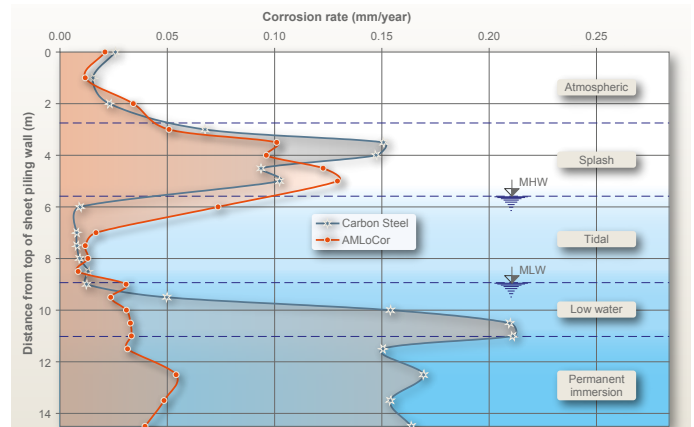 Corrosion rate (mm/year)
0.00 0.05 0.10 0.15 0.20 0.25
Distance from top of sheet piling wall (m)
0
2
4
6
8
10
12
14
Atmospheric
Splash
MHW
Carbon Steel
AMLoCor
Tidal
MLW
Low water
Permanent
immersion